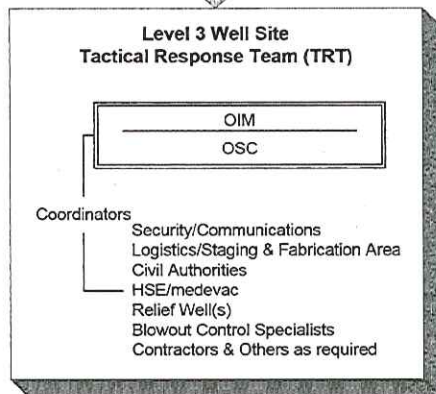 Level 3 Well Site
Tactical Response Team (TRT)
OIM
OSC
Coordinators
Security/Communications
Logistics/Staging & Fabrication Area
Civil Authorities
HSE/medevac
Relief Well(s)
Blowout Control Specialists
Contractors & Others as required